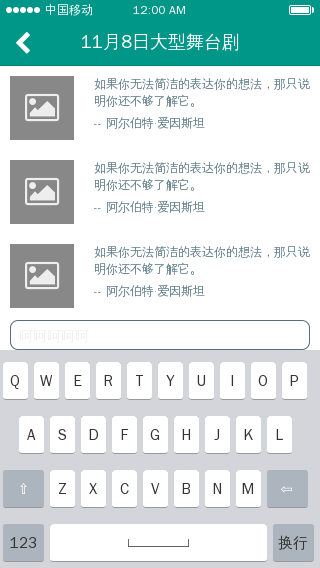 中国移动 12:00 AM
11月8日大型舞台剧
如果你无法简洁的表达你的想法，那只说
明你还不够了解它。
-- 阿尔伯特·爱因斯坦
如果你无法简洁的表达你的想法，那只说
明你还不够了解它。
-- 阿尔伯特·爱因斯坦
如果你无法简洁的表达你的想法，那只说
明你还不够了解它。
-- 阿尔伯特·爱因斯坦
呵呵呵呵呵
Q W E R T Y U I O P
A S D F G H J K L
⇧ Z X C V B N M ⇦
123 换行